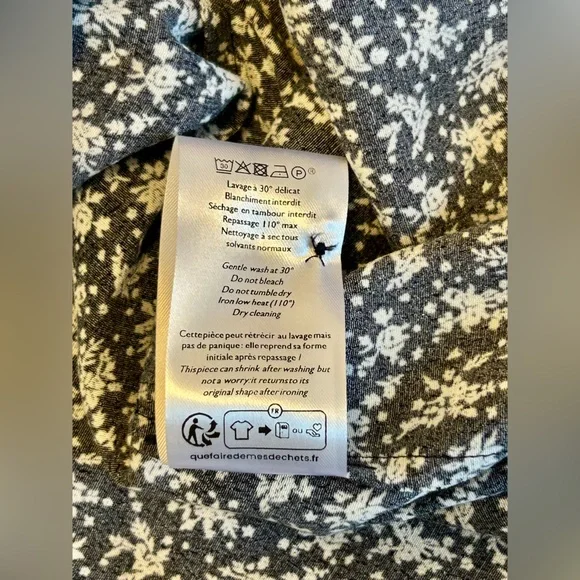 30 P
Lavage à 30° délicat
Blanchiment interdit
Séchage en tambour interdit
Repassage 110° max
Nettoyage à sec tous
solvants normaux
Gentle wash at 30°
Do not bleach
Do not tumble dry
Iron low heat (110°)
Dry cleaning
Cette pièce peut rétrécir au lavage mais
pas de panique : elle reprend sa forme
initiale après repassage !
This piece can shrink after washing but
not a worry: it returns to its
original shape after ironing
FR
ou
quefairedemesdechets.fr